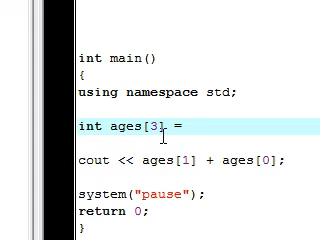 int main()
{
using namespace std;
int ages[3] =
cout << ages[1] + ages[0];
system("pause");
return 0;
}